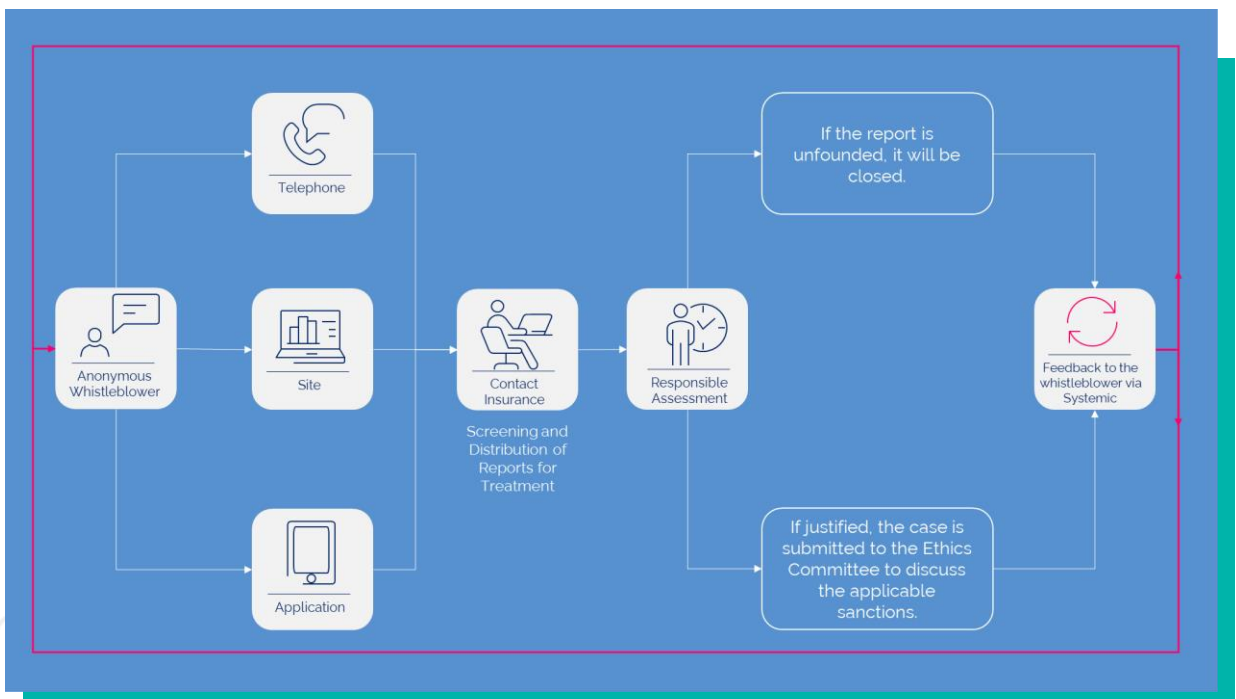 Telephone
If the report is
unfounded, it will be
closed.
Anonymous
Whistleblower
Site
Contact
Insurance
Responsible
Assessment
Feedback to the
whistleblower via
Systemic
Screening and
Distribution of
Reports for
Treatment
Application
If justified, the case is
submitted to the Ethics
Committee to discuss
the applicable
sanctions.